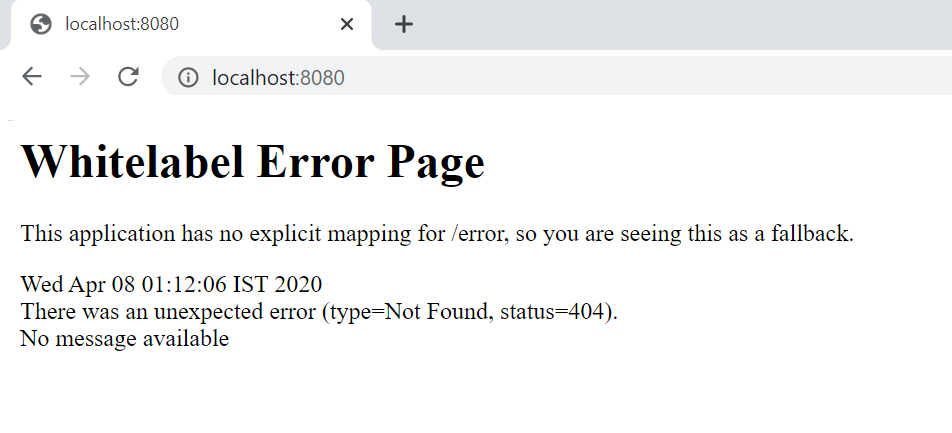 localhost:8080
localhost:8080
Whitelabel Error Page
This application has no explicit mapping for /error, so you are seeing this as a fallback.
Wed Apr 08 01:12:06 IST 2020
There was an unexpected error (type=Not Found, status=404).
No message available